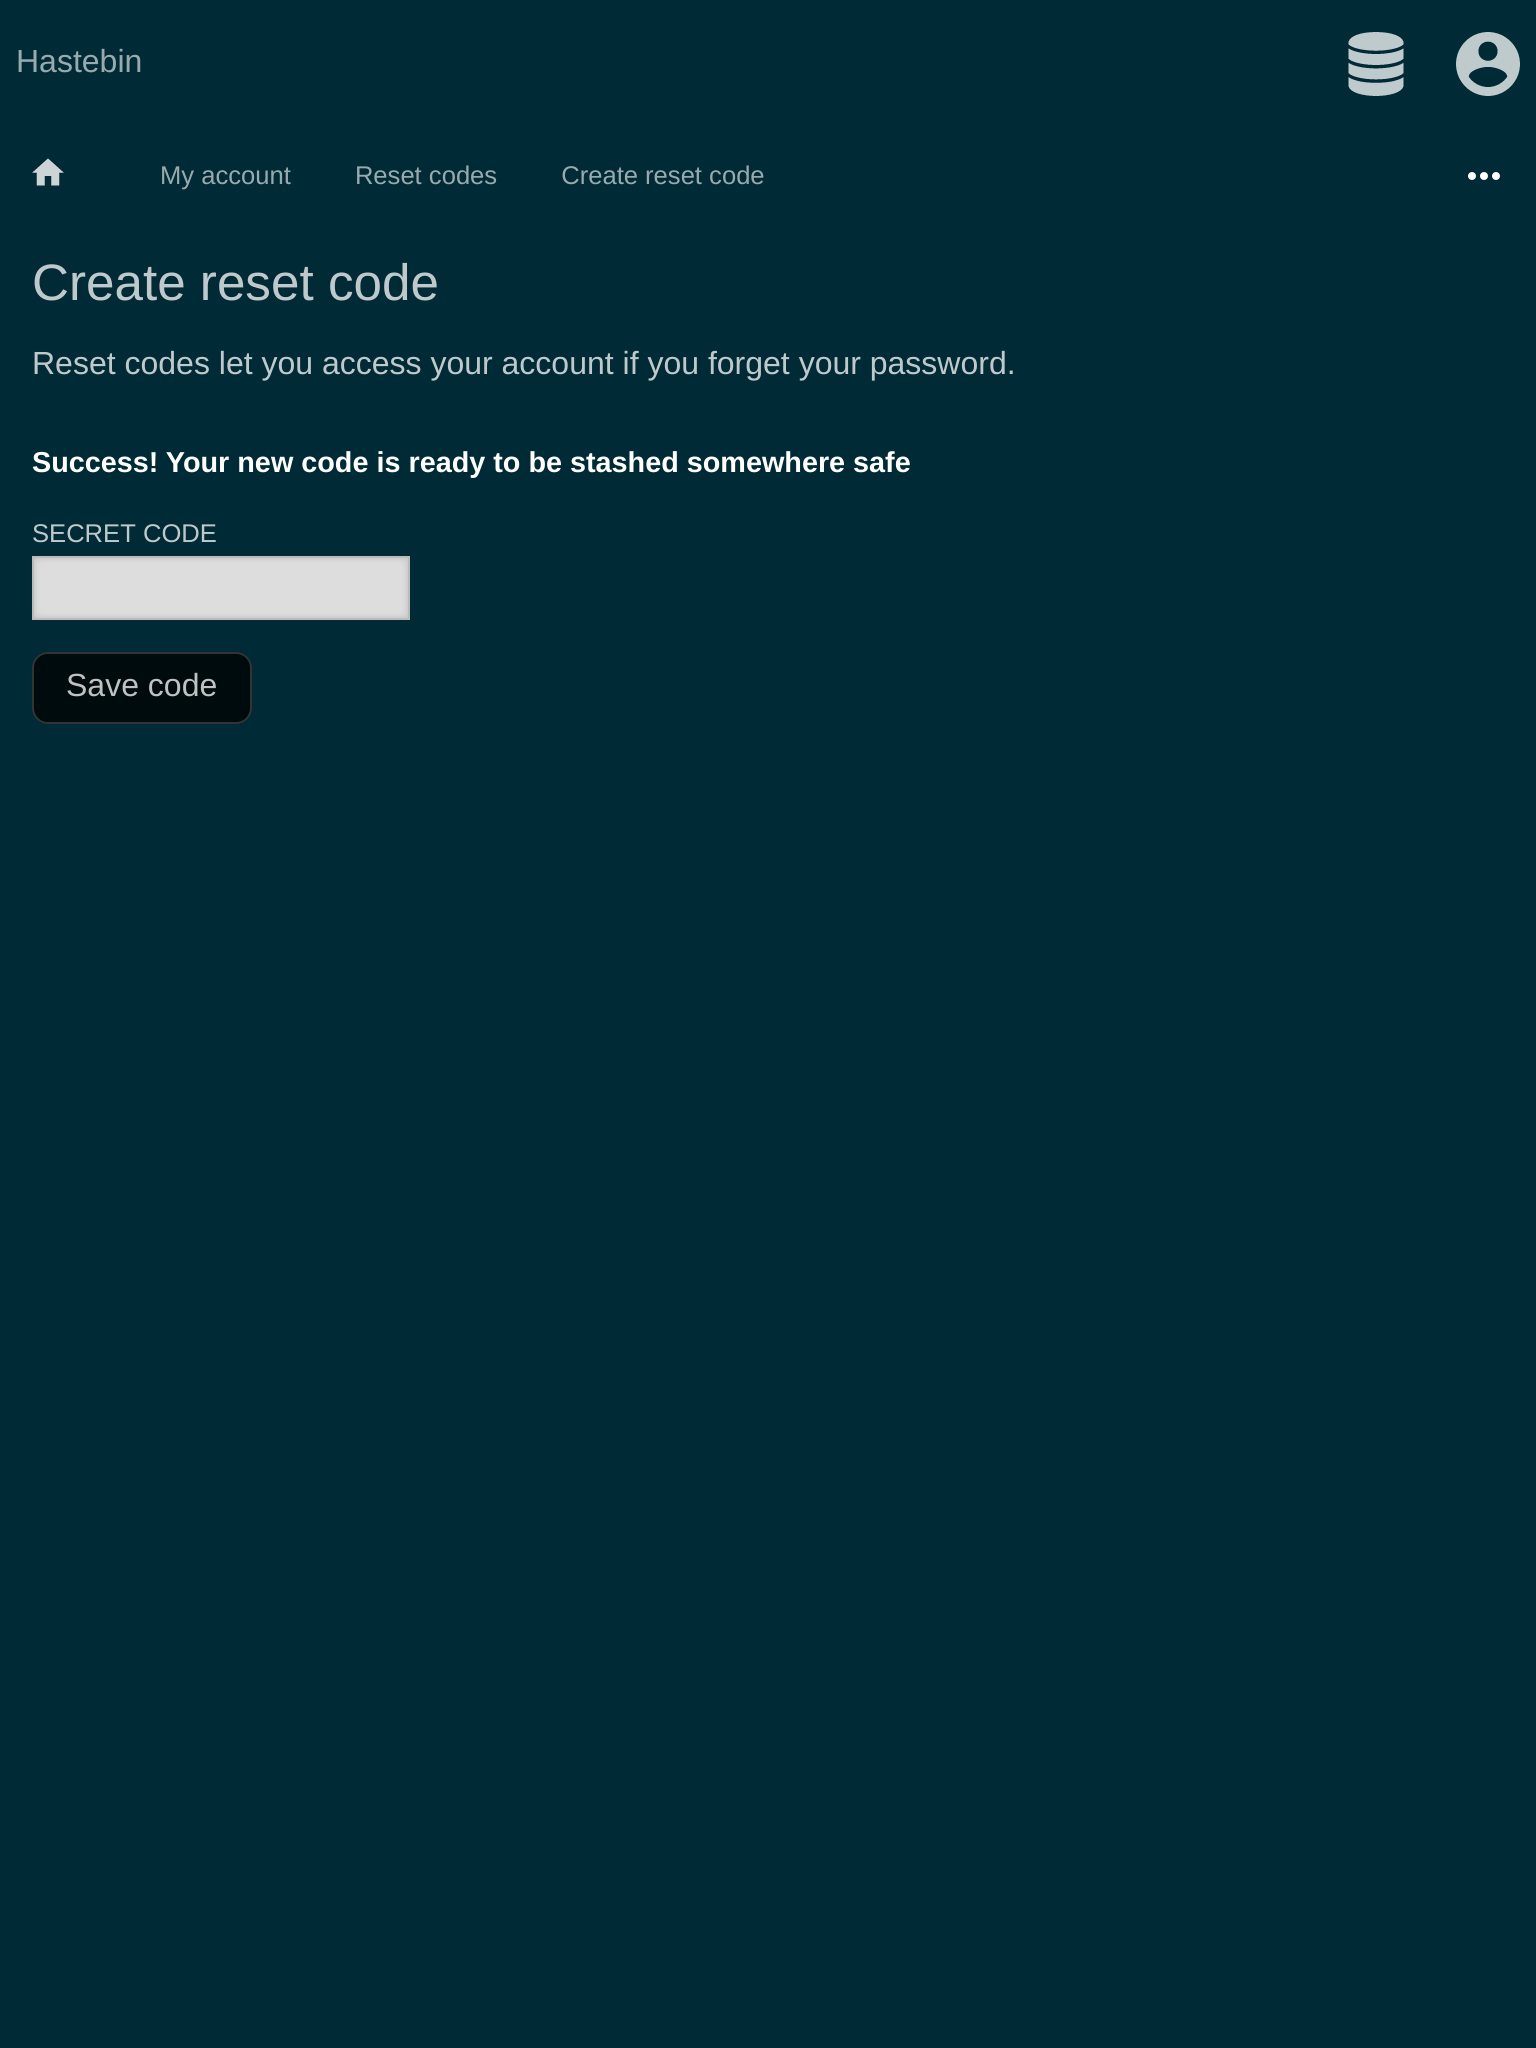 Hastebin
My account Reset codes Create reset code
Create reset code
Reset codes let you access your account if you forget your password.
Success! Your new code is ready to be stashed somewhere safe
SECRET CODE
Save code